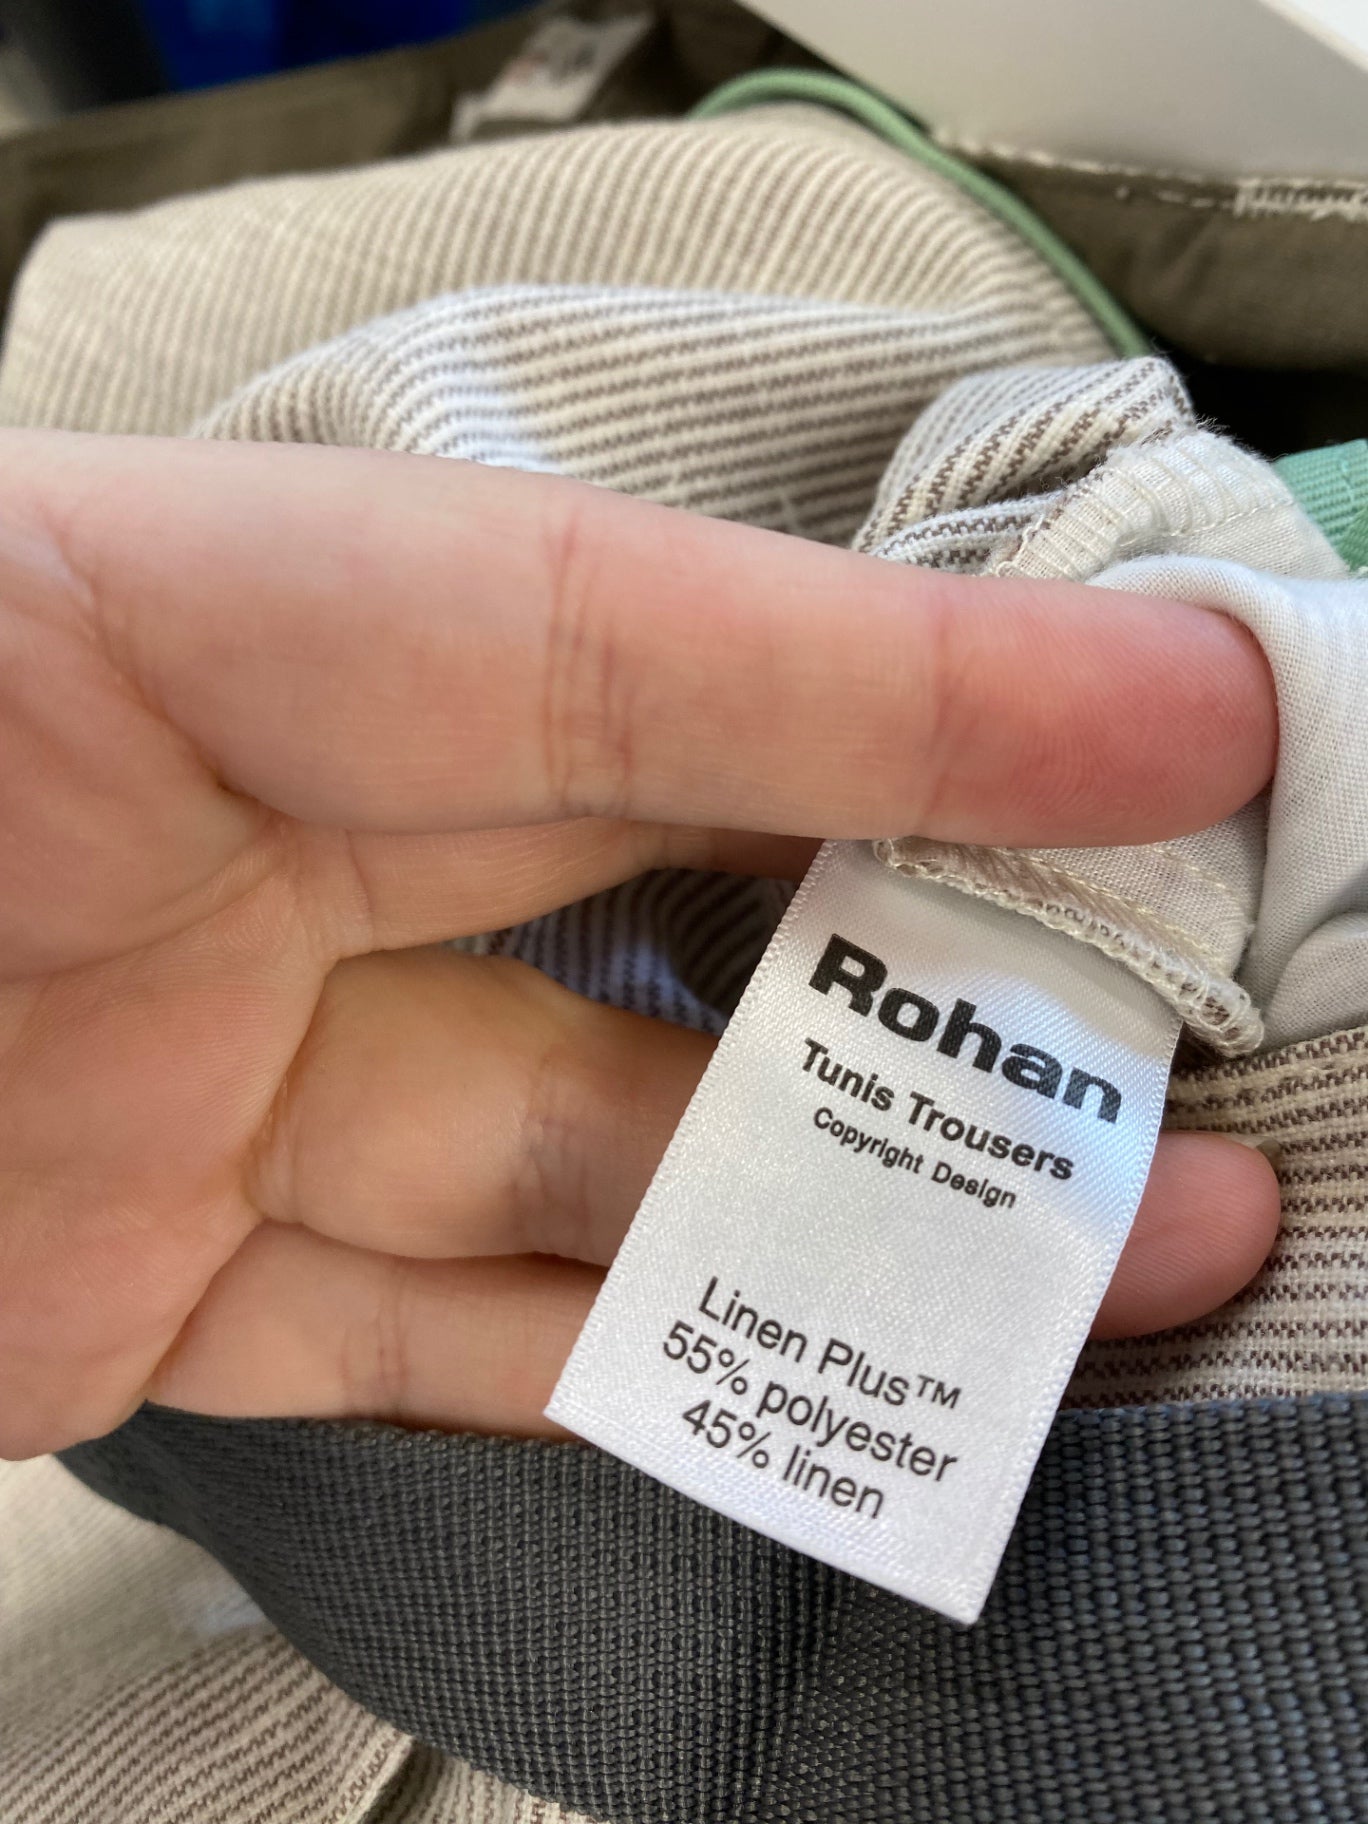 Rohan
Tunis Trousers
Copyright Design
Linen Plus™
55% polyester
45% linen